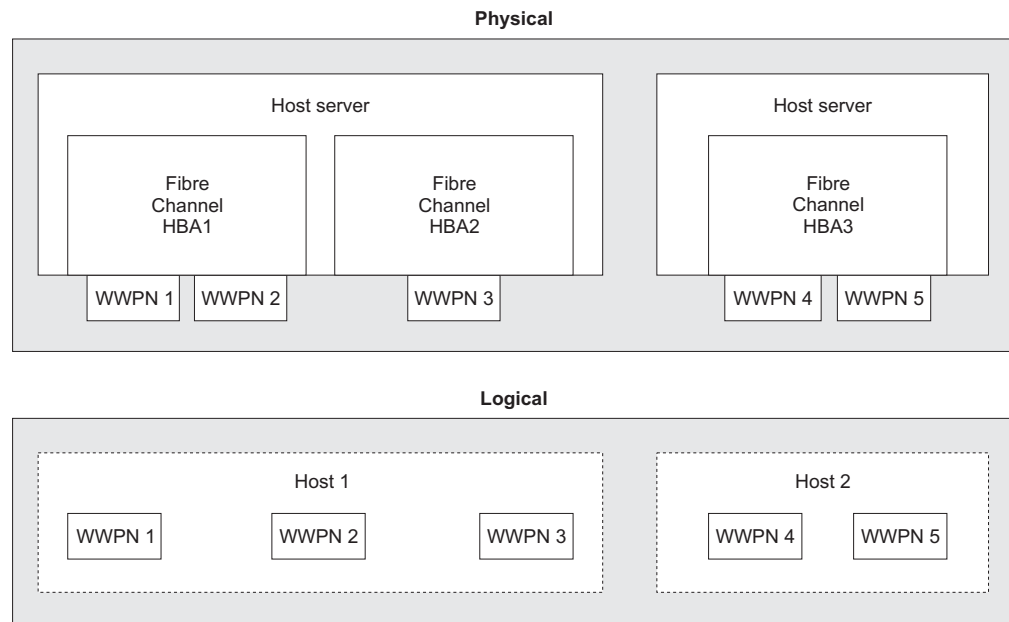 Physical
Host server
Host server
Fibre
Channel
HBA1
Fibre
Channel
HBA2
Fibre
Channel
HBA3
WWPN 1
WWPN 2
WWPN 3
WWPN 4
WWPN 5
Logical
Host 1
Host 2
WWPN 1
WWPN 2
WWPN 3
WWPN 4
WWPN 5